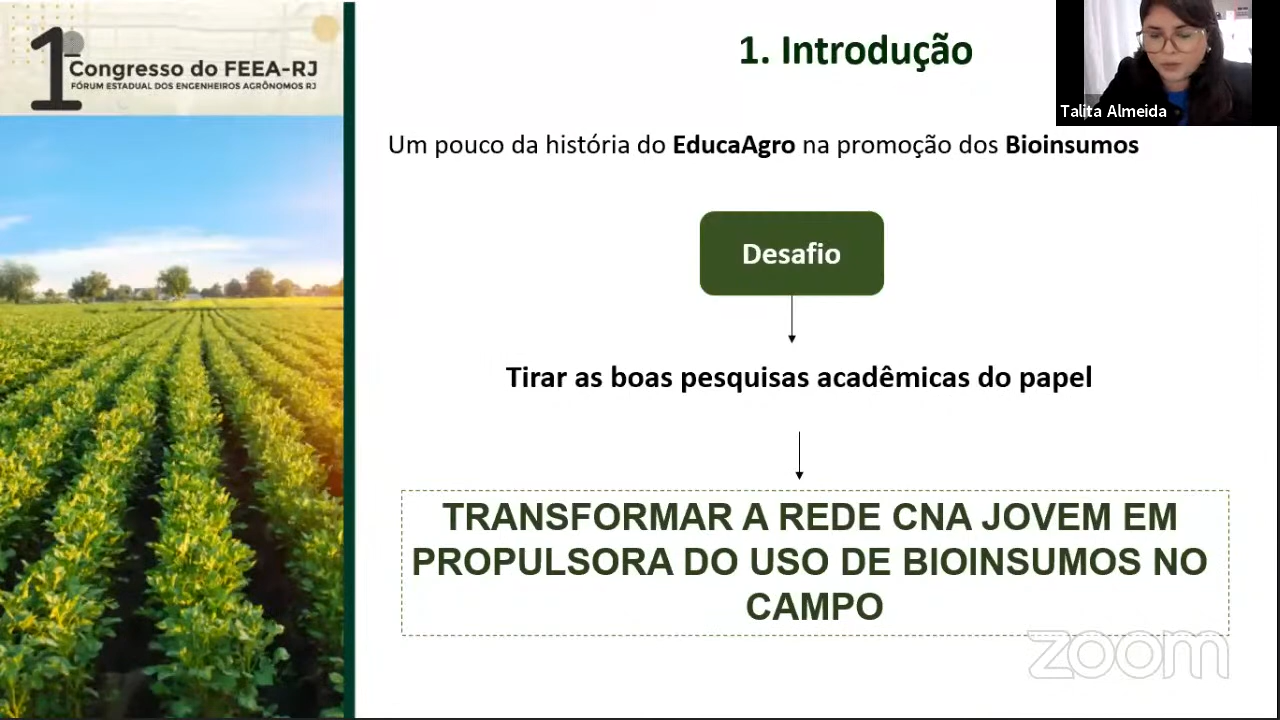 1º Congresso do FEEA-RJ
FÓRUM ESTADUAL DOS ENGENHEIROS AGRÔNOMOS RJ
1. Introdução
Talita Almeida
Um pouco da história do EducaAgro na promoção dos Bioinsumos
Desafio
Tirar as boas pesquisas acadêmicas do papel
TRANSFORMAR A REDE CNA JOVEM EM
PROPULSORA DO USO DE BIOINSUMOS NO
CAMPO
zoom